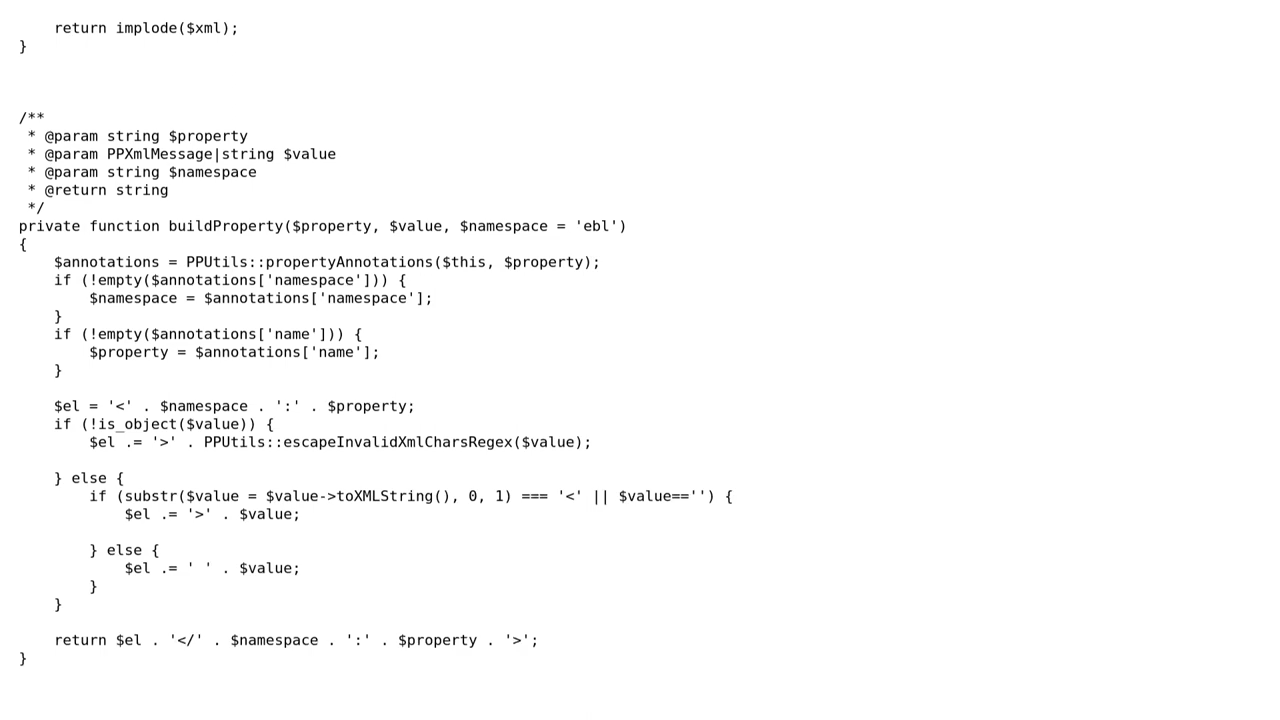 return implode($xml);
}

/**
 * @param string $property
 * @param PPXmlMessage|string $value
 * @param string $namespace
 * @return string
 */
private function buildProperty($property, $value, $namespace = 'ebl')
{
    $annotations = PPUtils::propertyAnnotations($this, $property);
    if (!empty($annotations['namespace'])) {
        $namespace = $annotations['namespace'];
    }
    if (!empty($annotations['name'])) {
        $property = $annotations['name'];
    }

    $el = '<' . $namespace . ':' . $property;
    if (!is_object($value)) {
        $el .= '>' . PPUtils::escapeInvalidXmlCharsRegex($value);

    } else {
        if (substr($value = $value->toXMLString(), 0, 1) === '<' || $value=='') {
            $el .= '>' . $value;

        } else {
            $el .= ' ' . $value;
        }
    }

    return $el . '</' . $namespace . ':' . $property . '>';
}